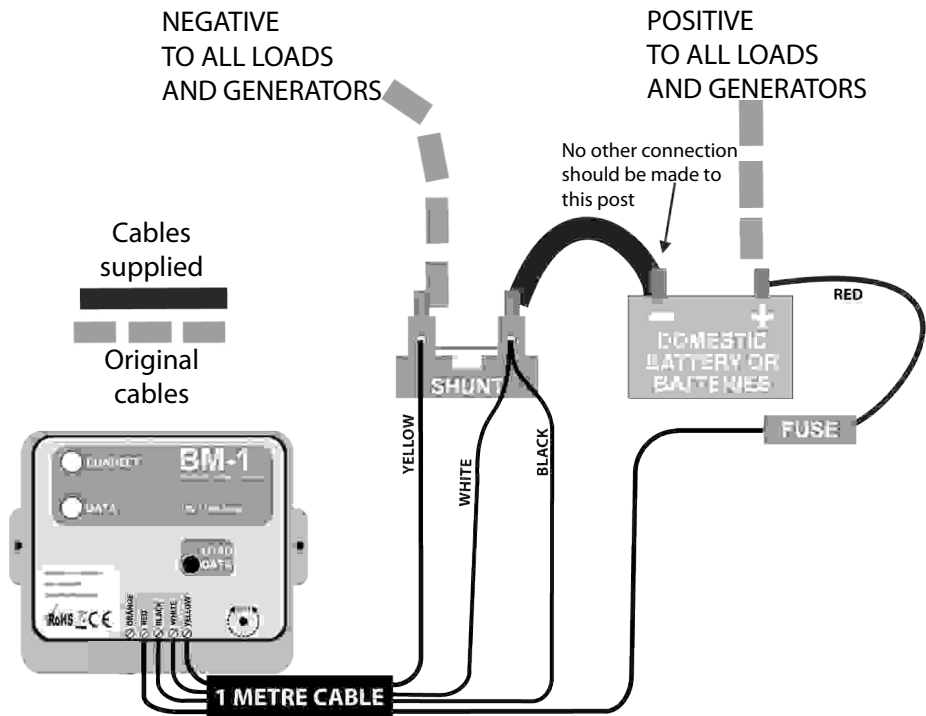 NEGATIVE
TO ALL LOADS
AND GENERATORS
POSITIVE
TO ALL LOADS
AND GENERATORS
No other connection
should be made to
this post
Cables
supplied
Original
cables
RED
DOMESTIC
BATTERY OR
BATTERIES
SHUNT
FUSE
YELLOW
WHITE
BLACK
CONNECT
BM-1
DATA
LOAD
DATA
RoHS CE
ORANGE
RED
BLACK
WHITE
YELLOW
1 METRE CABLE